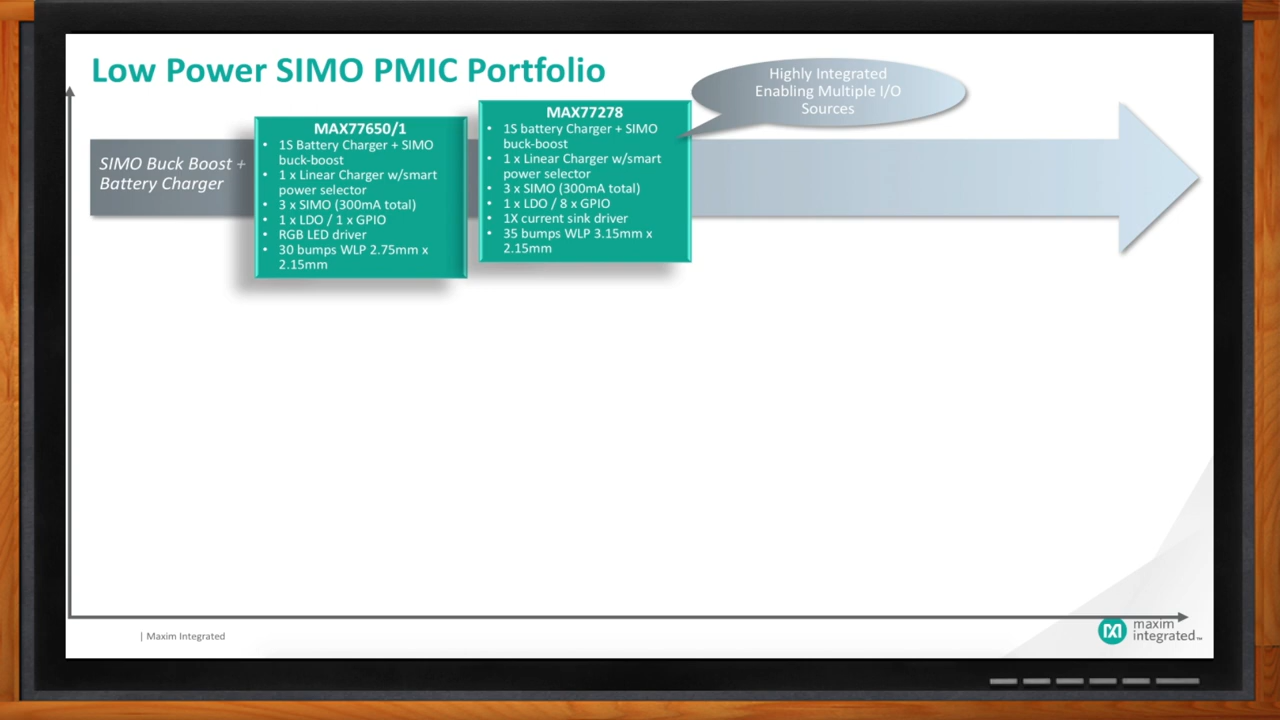 Low Power SIMO PMIC Portfolio
Highly Integrated
Enabling Multiple I/O
Sources
SIMO Buck Boost +
Battery Charger
MAX77650/1
• 1S Battery Charger + SIMO
buck-boost
• 1 x Linear Charger w/smart
power selector
• 3 x SIMO (300mA total)
• 1 x LDO / 1 x GPIO
• RGB LED driver
• 30 bumps WLP 2.75mm x
2.15mm
MAX77278
• 1S battery Charger + SIMO
buck-boost
• 1 x Linear Charger w/smart
power selector
• 3 x SIMO (300mA total)
• 1 x LDO / 8 x GPIO
• 1X current sink driver
• 35 bumps WLP 3.15mm x
2.15mm
| Maxim Integrated
maxim
integrated™